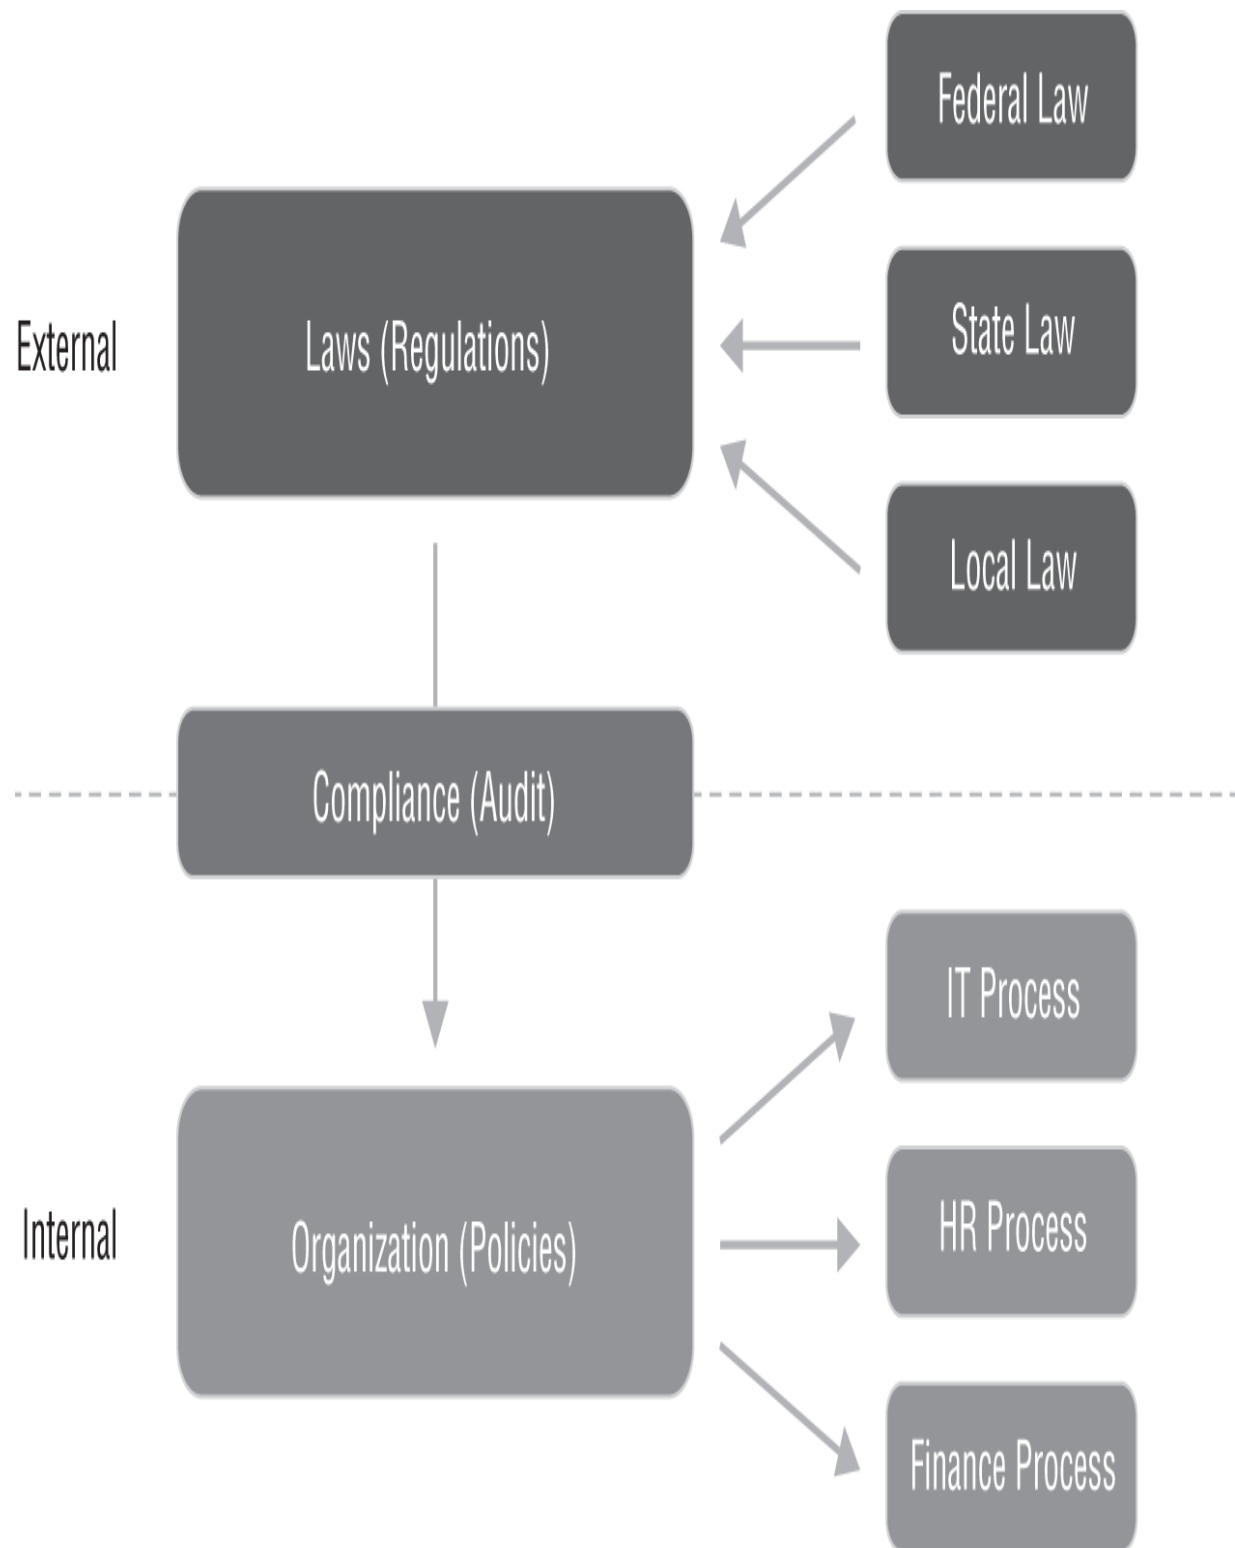 Federal Law
State Law
External
Laws (Regulations)
Local Law
Compliance (Audit)
IT Process
HR Process
Internal
Organization (Policies)
Finance Process